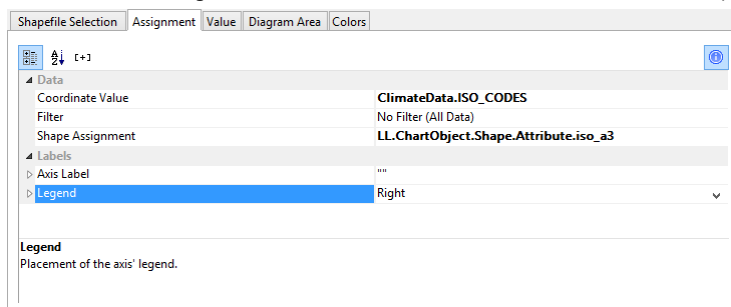 Shapefile Selection Assignment Value Diagram Area Colors
Data
Coordinate Value ClimateData.ISO_CODES
Filter No Filter (All Data)
Shape Assignment LL.ChartObject.Shape.Attribute.iso_a3
Labels
Axis Label ""
Legend Right
Legend
Placement of the axis' legend.